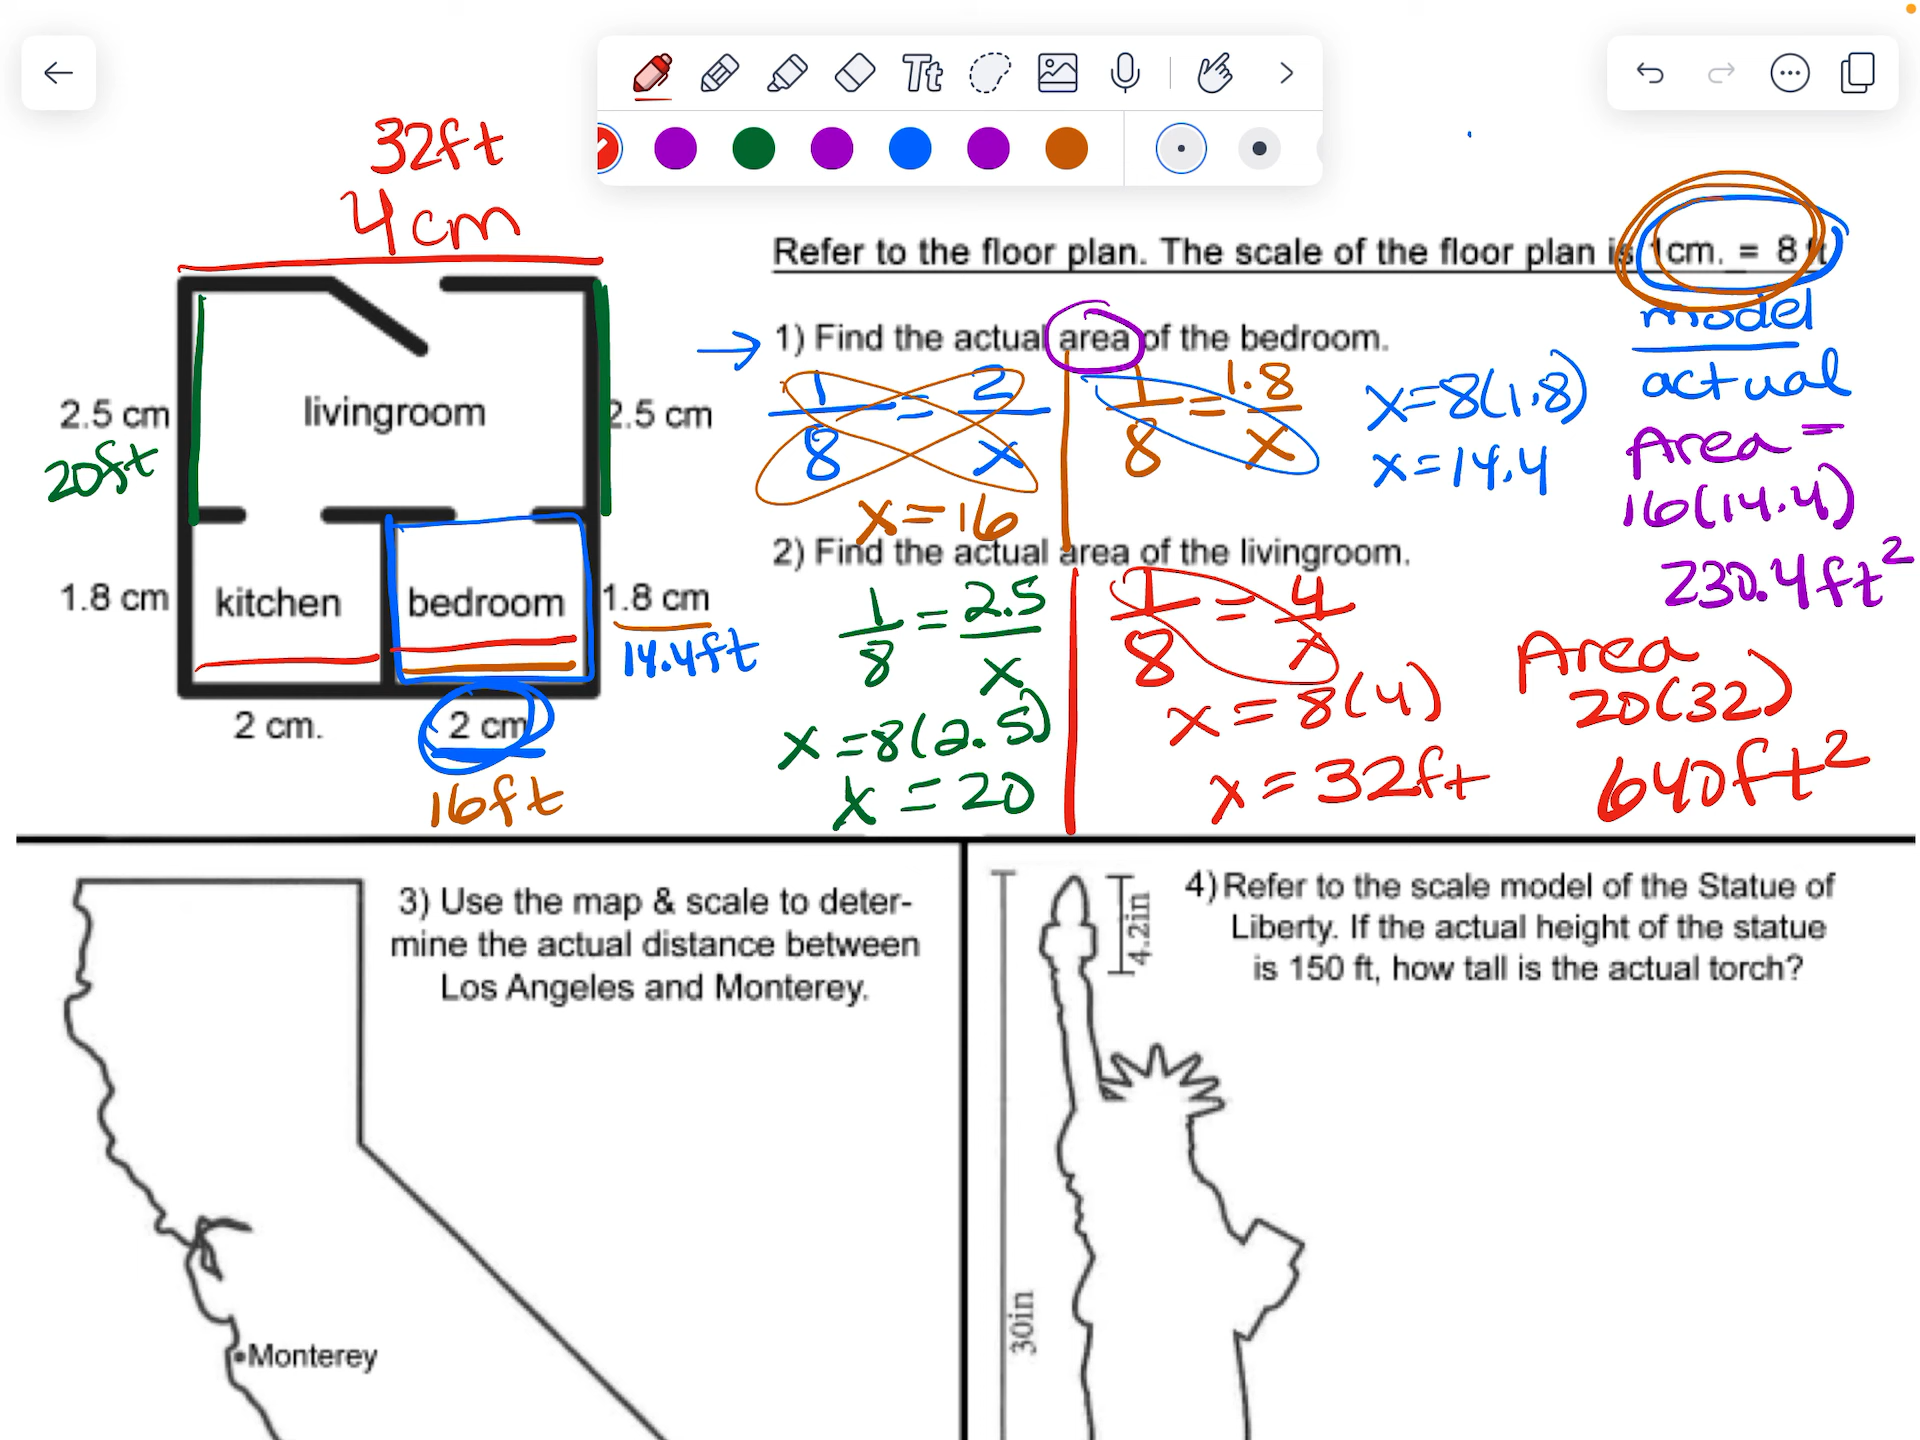 Tt
32ft
4cm
Refer to the floor plan. The scale of the floor plan is 1cm. = 8 ft
model
actual
1) Find the actual area of the bedroom.
1/8 = 2/x
x=16
1/8 = 1.8/x
x=8(1.8)
x=14.4
Area =
16(14.4)
230.4ft²
2.5 cm
20ft
livingroom
2.5 cm
1.8 cm
kitchen
bedroom
1.8 cm
14.4ft
2 cm.
2 cm
16ft
2) Find the actual area of the livingroom.
1/8 = 2.5/x
x=8(2.5)
x=20
1/8 = 4/x
x=8(4)
x=32ft
Area
20(32)
640ft²
3) Use the map & scale to deter-
mine the actual distance between
Los Angeles and Monterey.
Monterey
4) Refer to the scale model of the Statue of
Liberty. If the actual height of the statue
is 150 ft, how tall is the actual torch?
4.2in
30in